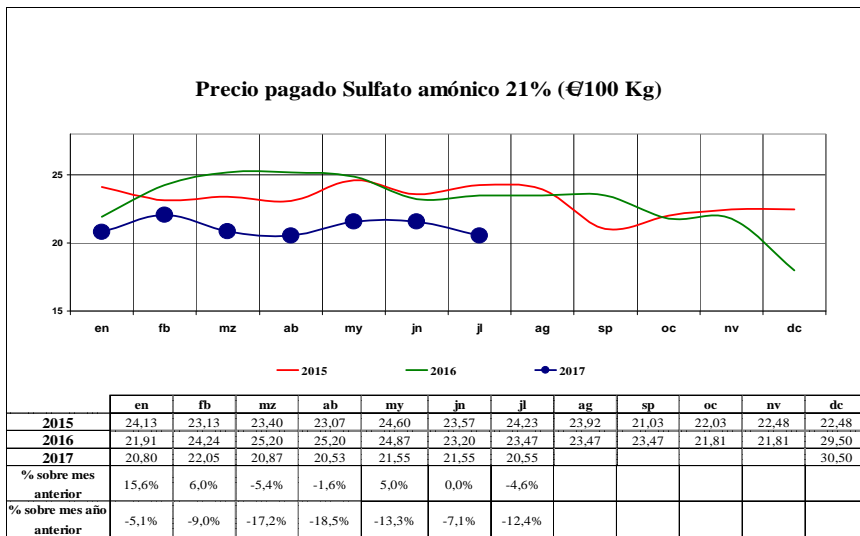 Precio pagado Sulfato amónico 21% (€/100 Kg)
25
20
15
en fb mz ab my jn jl ag sp oc nv dc
2015 2016 2017
en fb mz ab my jn jl ag sp oc nv dc
2015 24,13 23,13 23,40 23,07 24,60 23,57 24,23 23,92 21,03 22,03 22,48 22,48
2016 21,91 24,24 25,20 25,20 24,87 23,20 23,47 23,47 23,47 21,81 21,81 29,50
2017 20,80 22,05 20,87 20,53 21,55 21,55 20,55 30,50
% sobre mes
anterior 15,6% 6,0% -5,4% -1,6% 5,0% 0,0% -4,6%
% sobre mes año
anterior -5,1% -9,0% -17,2% -18,5% -13,3% -7,1% -12,4%